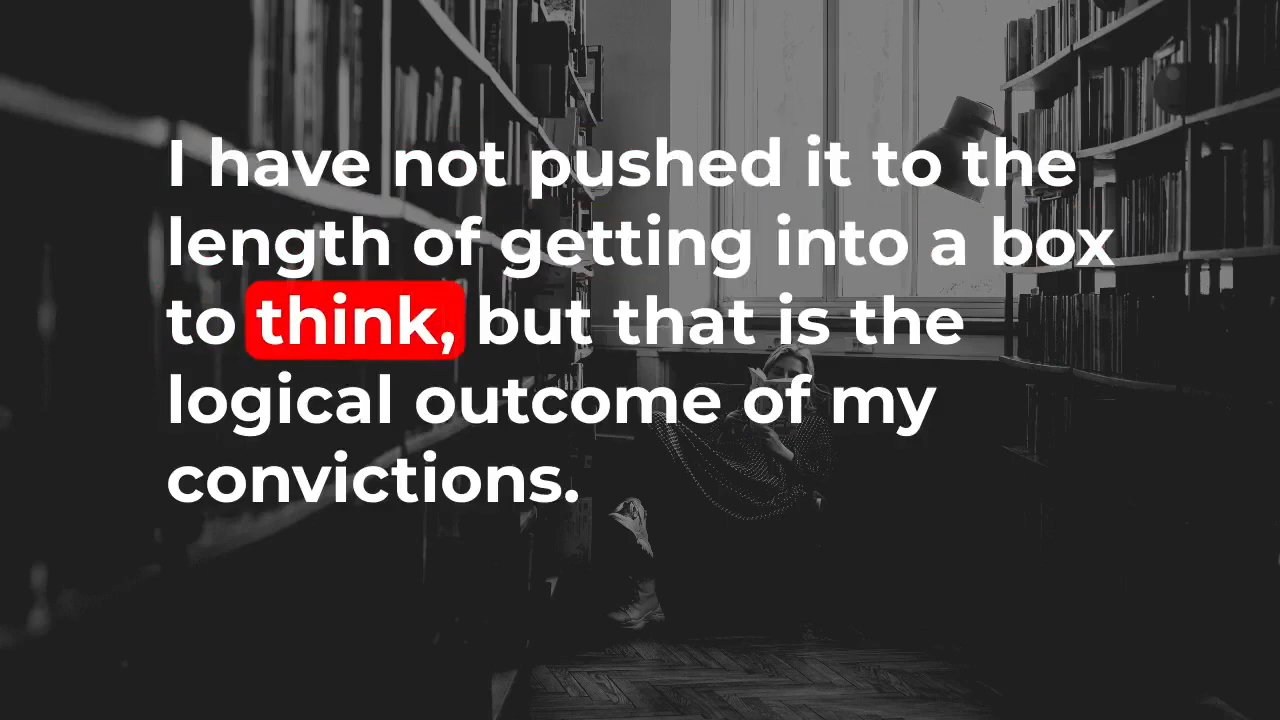 I have not pushed it to the
length of getting into a box
to think, but that is the
logical outcome of my
convictions.